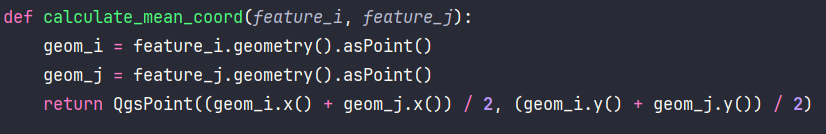 def calculate_mean_coord(feature_i, feature_j):
    geom_i = feature_i.geometry().asPoint()
    geom_j = feature_j.geometry().asPoint()
    return QgsPoint((geom_i.x() + geom_j.x()) / 2, (geom_i.y() + geom_j.y()) / 2)